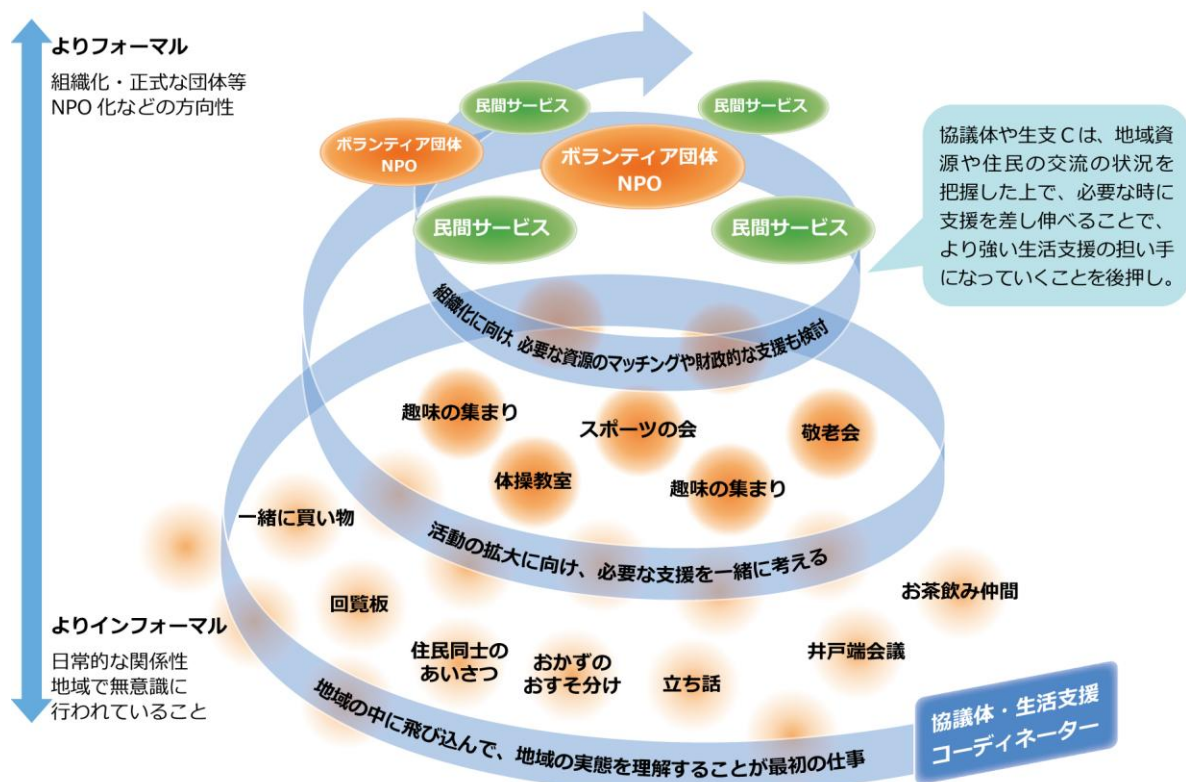 よりフォーマル
組織化・正式な団体等
NPO 化などの方向性
民間サービス
民間サービス
ボランティア団体
NPO
ボランティア団体
NPO
民間サービス
民間サービス
協議体や生支Cは、地域資
源や住民の交流の状況を
把握した上で、必要な時に
支援を差し伸べることで、
より強い生活支援の担い手
になっていくことを後押し。
組織化に向け、必要な資源のマッチングや財政的な支援も検討
趣味の集まり
スポーツの会
敬老会
体操教室
趣味の集まり
一緒に買い物
活動の拡大に向け、必要な支援を一緒に考える
お茶飲み仲間
回覧板
よりインフォーマル
日常的な関係性
地域で無意識に
行われていること
住民同士の
あいさつ
おかずの
おすそ分け
立ち話
井戸端会議
地域の中に飛び込んで、地域の実態を理解することが最初の仕事
協議体・生活支援
コーディネーター